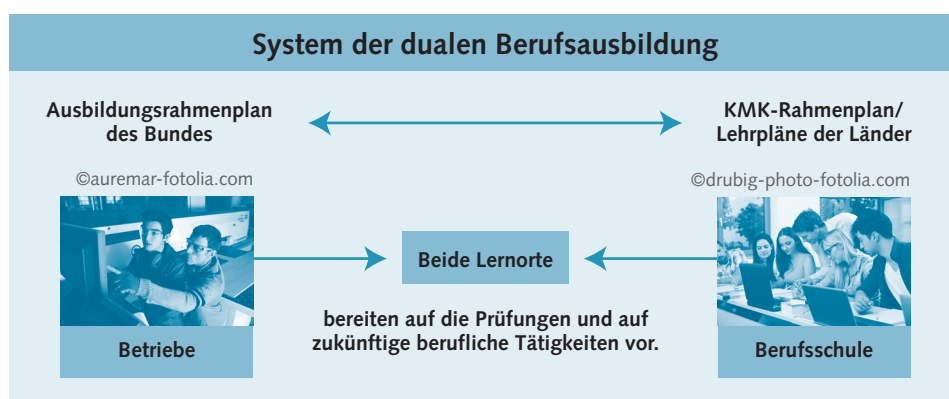 System der dualen Berufsausbildung
Ausbildungsrahmenplan
des Bundes
KMK-Rahmenplan/
Lehrpläne der Länder
©auremar-fotolia.com
©drubig-photo-fotolia.com
Beide Lernorte
bereiten auf die Prüfungen und auf
zukünftige berufliche Tätigkeiten vor.
Betriebe
Berufsschule